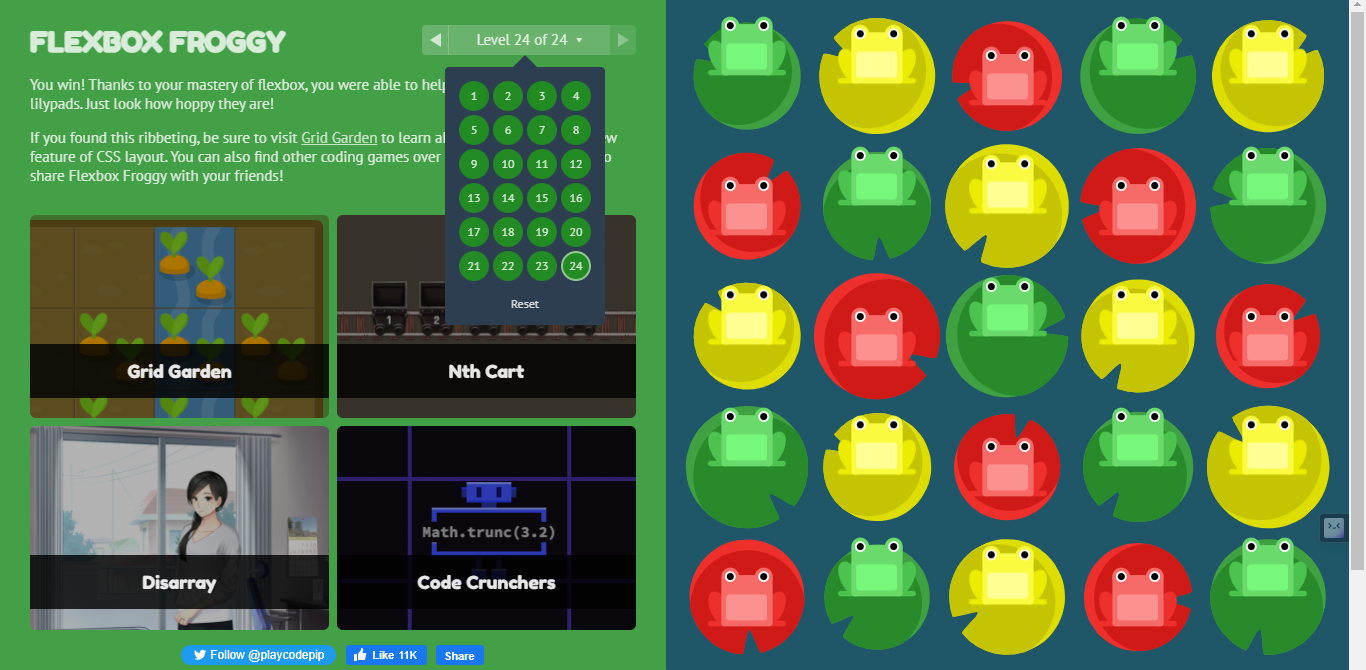 FLEXBOX FROGGY
Level 24 of 24
You win! Thanks to your mastery of flexbox, you were able to help
lilypads. Just look how hoppy they are!
If you found this ribbeting, be sure to visit Grid Garden to learn
feature of CSS layout. You can also find other coding games over
share Flexbox Froggy with your friends!
1 2 3 4
5 6 7 8
9 10 11 12
13 14 15 16
17 18 19 20
21 22 23 24
Reset
1 2
Grid Garden
Nth Cart
Math.trunc(3.2)
Disarray
Code Crunchers
Follow @playcodepip
Like 11K
Share